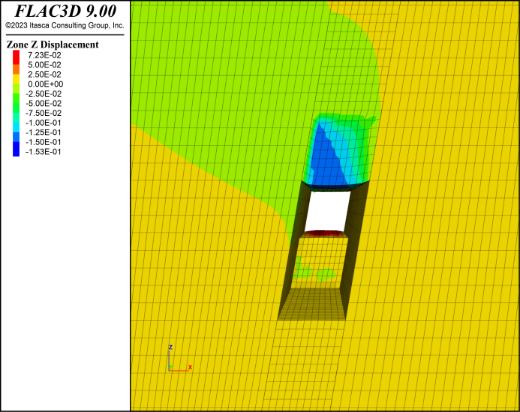 FLAC3D 9.00
©2023 Itasca Consulting Group, Inc.
Zone Z Displacement
7.23E-02
5.00E-02
2.50E-02
0.00E+00
-2.50E-02
-5.00E-02
-7.50E-02
-1.00E-01
-1.25E-01
-1.50E-01
-1.53E-01
Z
X